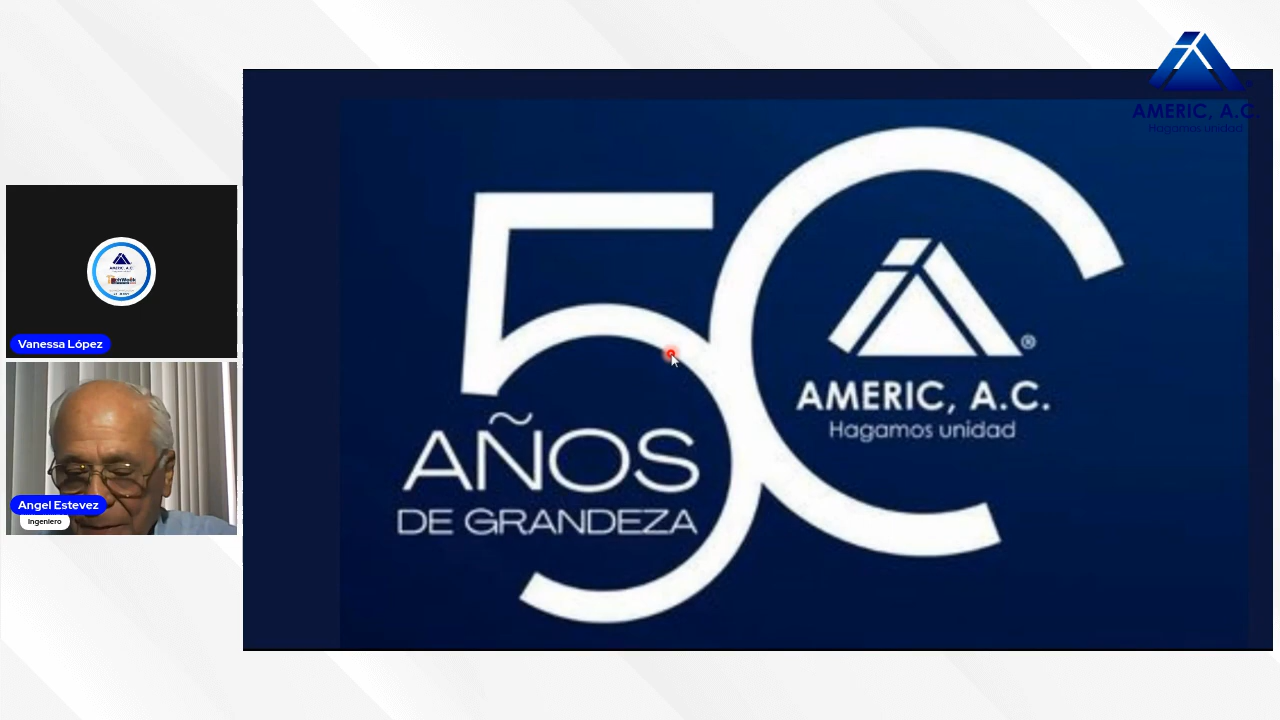 AMERIC, A.C.
Hagamos unidad
50
AÑOS
DE GRANDEZA
AMERIC, A.C.
Hagamos unidad
®
Vanessa López
Angel Estevez
Ingeniero